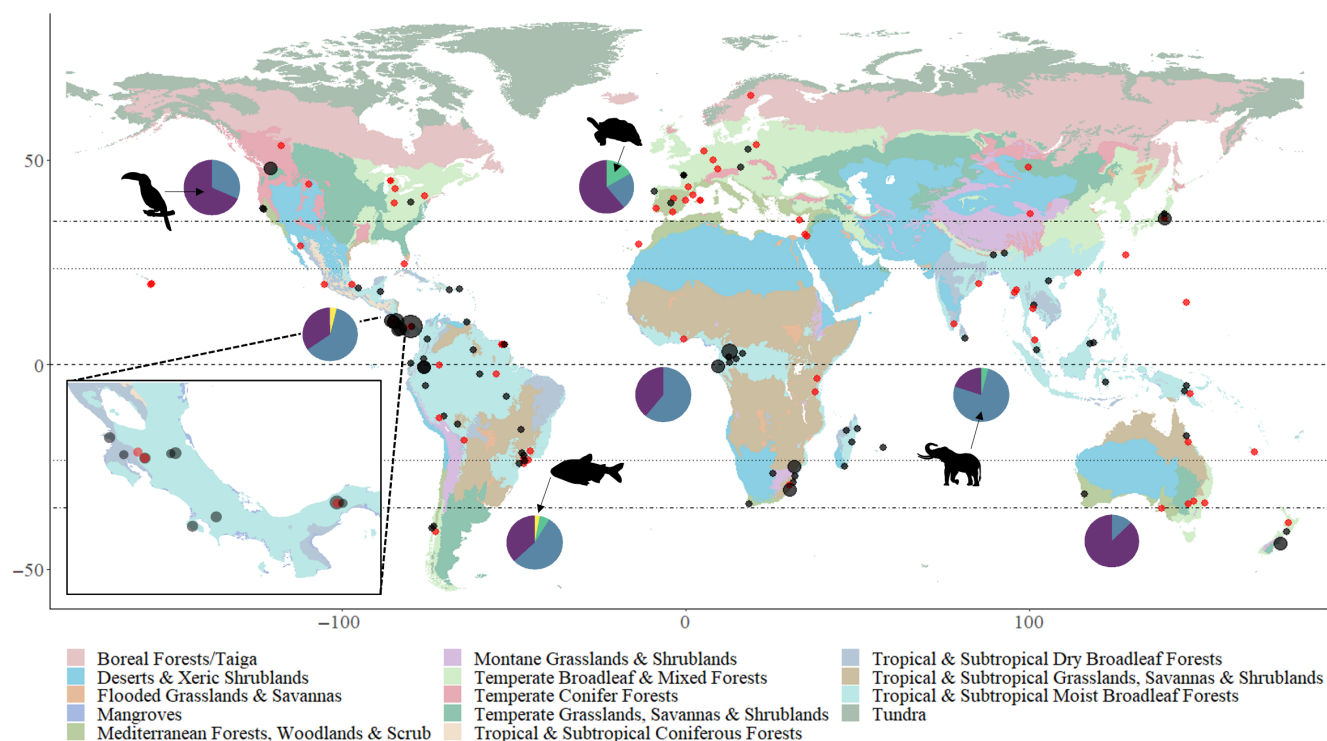 50
0
−50
−100
0
100
Boreal Forests/Taiga
Deserts & Xeric Shrublands
Flooded Grasslands & Savannas
Mangroves
Mediterranean Forests, Woodlands & Scrub
Montane Grasslands & Shrublands
Temperate Broadleaf & Mixed Forests
Temperate Conifer Forests
Temperate Grasslands, Savannas & Shrublands
Tropical & Subtropical Coniferous Forests
Tropical & Subtropical Dry Broadleaf Forests
Tropical & Subtropical Grasslands, Savannas & Shrublands
Tropical & Subtropical Moist Broadleaf Forests
Tundra